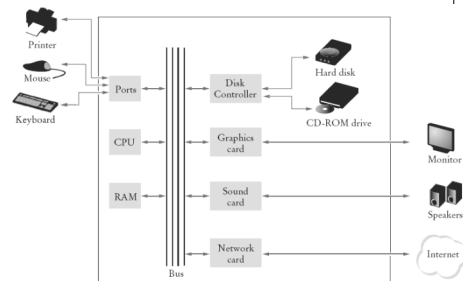 Printer
Mouse
Keyboard
Ports
CPU
RAM
Bus
Disk
Controller
Graphics
card
Sound
card
Network
card
Hard disk
CD-ROM drive
Monitor
Speakers
Internet